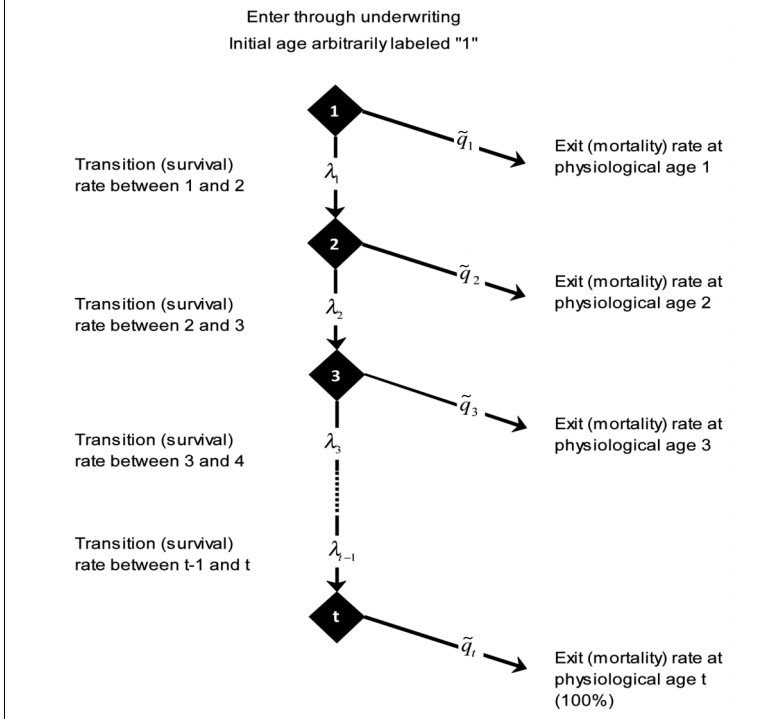 Enter through underwriting
Initial age arbitrarily labeled "1"
1
q̃₁
Exit (mortality) rate at
physiological age 1
Transition (survival)
rate between 1 and 2
λ₁
2
q̃₂
Exit (mortality) rate at
physiological age 2
Transition (survival)
rate between 2 and 3
λ₂
3
q̃₃
Exit (mortality) rate at
physiological age 3
Transition (survival)
rate between 3 and 4
λ₃
Transition (survival)
rate between t-1 and t
λₜ₋₁
t
q̃ₜ
Exit (mortality) rate at
physiological age t
(100%)